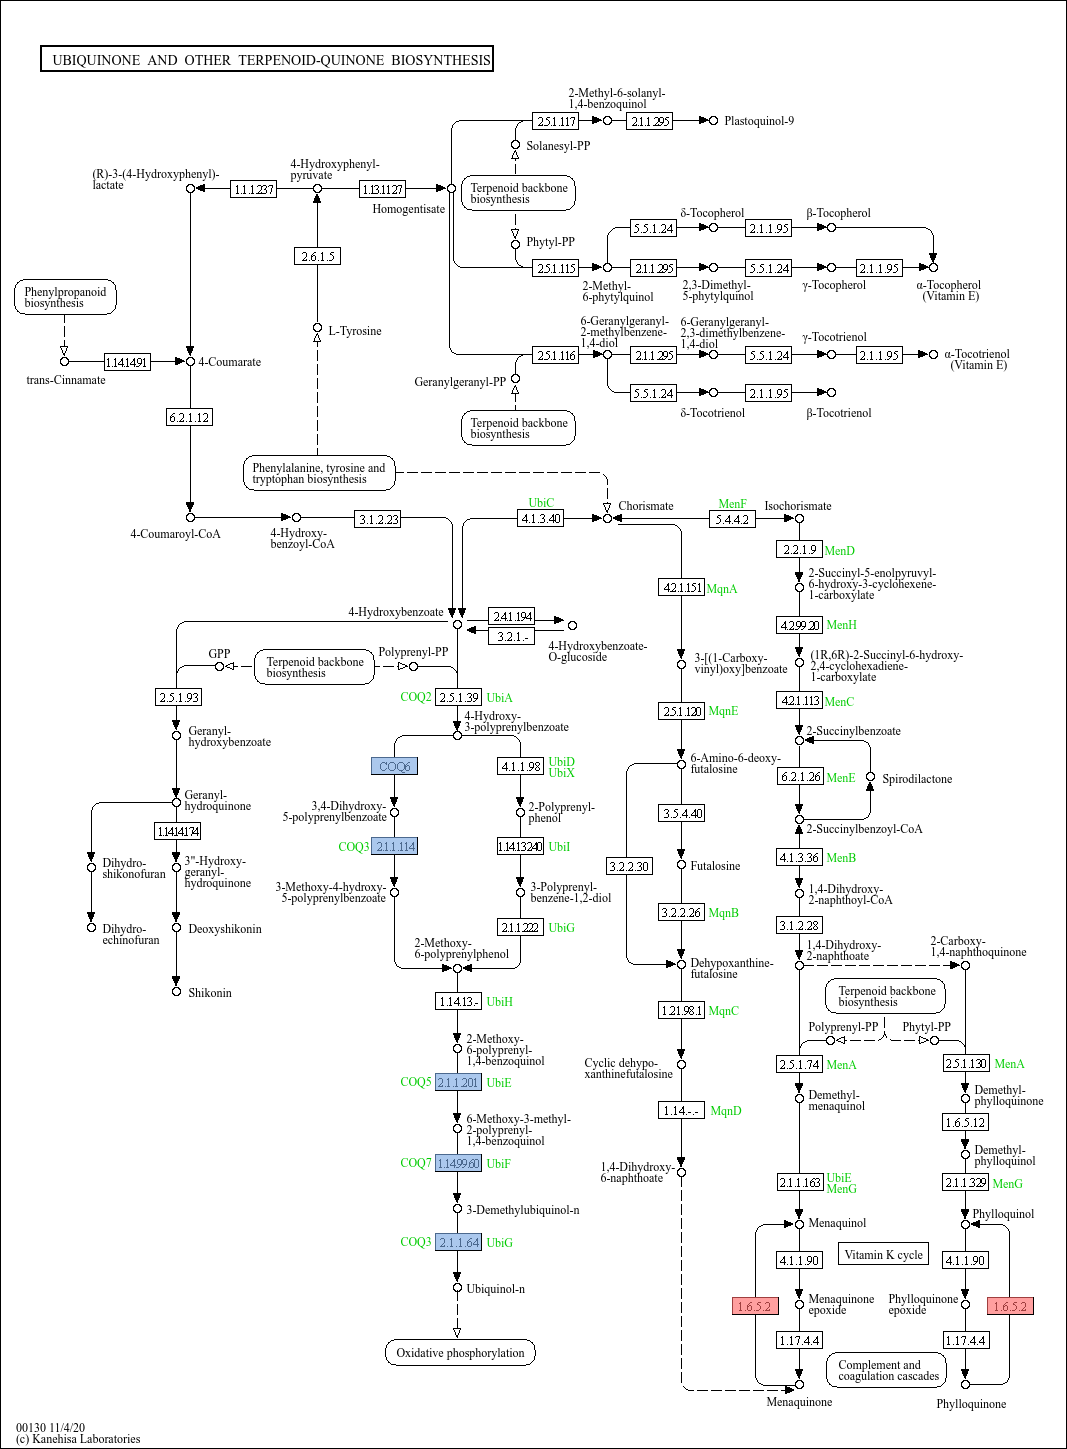 UBIQUINONE AND OTHER TERPENOID-QUINONE BIOSYNTHESIS
2-Methyl-6-solanyl-
1,4-benzoquinol
2.5.1.117
2.1.1.295
Plastoquinol-9
Solanesyl-PP
(R)-3-(4-Hydroxyphenyl)-
lactate
1.1.1.237
4-Hydroxyphenyl-
pyruvate
1.13.11.27
Homogentisate
Terpenoid backbone
biosynthesis
Phytyl-PP
δ-Tocopherol
β-Tocopherol
5.5.1.24
2.1.1.95
2.6.1.5
2.5.1.115
2.1.1.295
5.5.1.24
2.1.1.95
2-Methyl-
6-phytylquinol
2,3-Dimethyl-
5-phytylquinol
γ-Tocopherol
α-Tocopherol
(Vitamin E)
Phenylpropanoid
biosynthesis
L-Tyrosine
6-Geranylgeranyl-
2-methylbenzene-
1,4-diol
6-Geranylgeranyl-
2,3-dimethylbenzene-
1,4-diol
γ-Tocotrienol
1.14.14.91
trans-Cinnamate
4-Coumarate
2.5.1.116
2.1.1.295
5.5.1.24
2.1.1.95
α-Tocotrienol
(Vitamin E)
Geranylgeranyl-PP
5.5.1.24
2.1.1.95
δ-Tocotrienol
β-Tocotrienol
6.2.1.12
Terpenoid backbone
biosynthesis
Phenylalanine, tyrosine and
tryptophan biosynthesis
UbiC
4.1.3.40
Chorismate
MenF
5.4.4.2
Isochorismate
4-Coumaroyl-CoA
4-Hydroxy-
benzoyl-CoA
3.1.2.23
2.2.1.9
MenD
4.2.1.151
MqnA
2-Succinyl-5-enolpyruvyl-
6-hydroxy-3-cyclohexene-
1-carboxylate
4-Hydroxybenzoate
2.4.1.194
3.2.1.-
4-Hydroxybenzoate-
O-glucoside
4.2.99.20
MenH
GPP
Terpenoid backbone
biosynthesis
Polyprenyl-PP
3-[(1-Carboxy-
vinyl)oxy]benzoate
(1R,6R)-2-Succinyl-6-hydroxy-
2,4-cyclohexadiene-
1-carboxylate
2.5.1.93
COQ2
2.5.1.39
UbiA
2.5.1.120
MqnE
4.2.1.113
MenC
4-Hydroxy-
3-polyprenylbenzoate
Geranyl-
hydroxybenzoate
2-Succinylbenzoate
COQ6
4.1.1.98
UbiD
UbiX
6-Amino-6-deoxy-
futalosine
6.2.1.26
MenE
Spirodilactone
Geranyl-
hydroquinone
3,4-Dihydroxy-
5-polyprenylbenzoate
2-Polyprenyl-
phenol
3.5.4.40
2-Succinylbenzoyl-CoA
1.14.14.174
COQ3
2.1.1.114
1.14.13.240
UbiI
3.2.2.30
Futalosine
4.1.3.36
MenB
Dihydro-
shikonofuran
3"-Hydroxy-
geranyl-
hydroquinone
3-Methoxy-4-hydroxy-
5-polyprenylbenzoate
3-Polyprenyl-
benzene-1,2-diol
1,4-Dihydroxy-
2-naphthoyl-CoA
3.2.2.26
MqnB
3.1.2.28
Dihydro-
echinofuran
Deoxyshikonin
2.1.1.222
UbiG
2-Methoxy-
6-polyprenylphenol
Dehypoxanthine-
futalosine
1,4-Dihydroxy-
2-naphthoate
2-Carboxy-
1,4-naphthoquinone
Shikonin
1.14.13.-
UbiH
1.21.98.1
MqnC
Terpenoid backbone
biosynthesis
Polyprenyl-PP
Phytyl-PP
2-Methoxy-
6-polyprenyl-
1,4-benzoquinol
Cyclic dehypo-
xanthinefutalosine
2.5.1.74
MenA
2.5.1.130
MenA
COQ5
2.1.1.201
UbiE
Demethyl-
menaquinol
Demethyl-
phylloquinone
1.14.-.-
MqnD
1.6.5.12
6-Methoxy-3-methyl-
2-polyprenyl-
1,4-benzoquinol
Demethyl-
phylloquinol
COQ7
1.14.99.60
UbiF
1,4-Dihydroxy-
6-naphthoate
2.1.1.163
UbiE
MenG
2.1.1.329
MenG
3-Demethylubiquinol-n
Menaquinol
Phylloquinol
COQ3
2.1.1.64
UbiG
4.1.1.90
Vitamin K cycle
4.1.1.90
Ubiquinol-n
1.6.5.2
Menaquinone
epoxide
Phylloquinone
epoxide
1.6.5.2
1.17.4.4
1.17.4.4
Oxidative phosphorylation
Complement and
coagulation cascades
Menaquinone
Phylloquinone
00130 11/4/20
(c) Kanehisa Laboratories